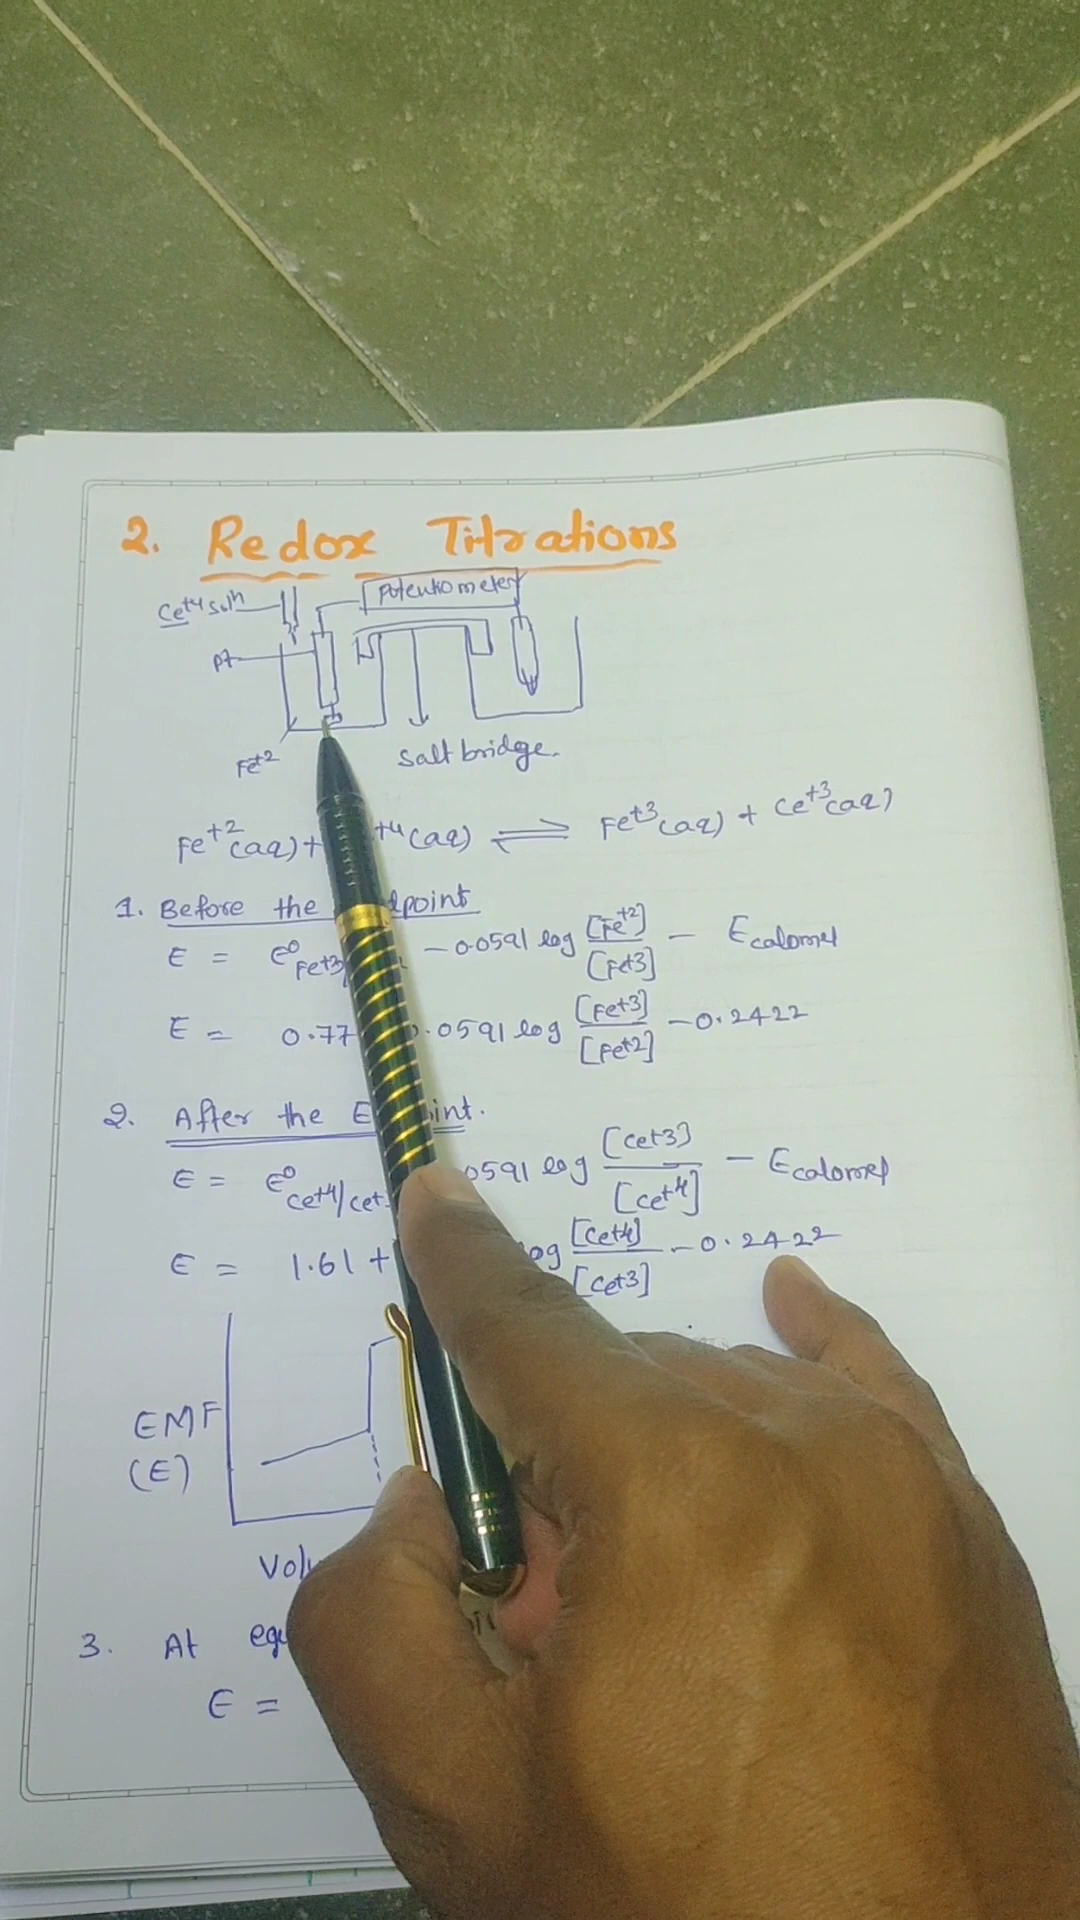 2. Redox Titrations
Potentiometer
Ce+4 soln
Pt
Fe+2
Salt bridge.
Fe+2(aq) + +4(aq) ⇌ Fe+3(aq) + Ce+3(aq)
1. Before the
E = E°Fe+3 - 0.0591 log [Fe+2]/[Fe+3] - Ecalomel
E = 0.77 0.0591 log [Fe+3]/[Fe+2] - 0.2422
2. After the
E = E°Ce+4/Ce+ 0591 log [Ce+3]/[Ce+4] - Ecalomel
E = 1.61 + log [Ce+4]/[Ce+3] - 0.2422
EMF
(E)
3. At
E =